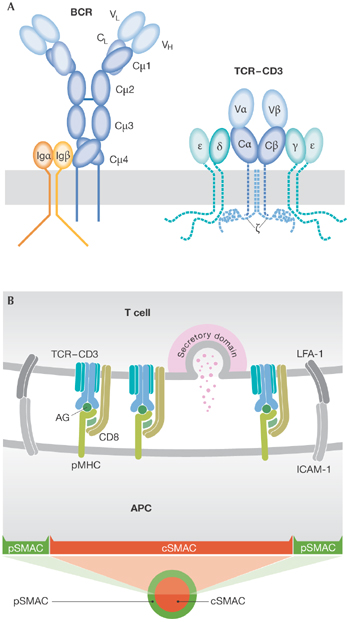 A
BCR
VL
CL
VH
Cμ1
Cμ2
Cμ3
Cμ4
Igα Igβ
TCR–CD3
Vα Vβ
ε δ Cα Cβ γ ε
ζ
B
T cell
Secretory domain
TCR–CD3
LFA-1
AG
CD8
pMHC
ICAM-1
APC
pSMAC cSMAC pSMAC
pSMAC cSMAC